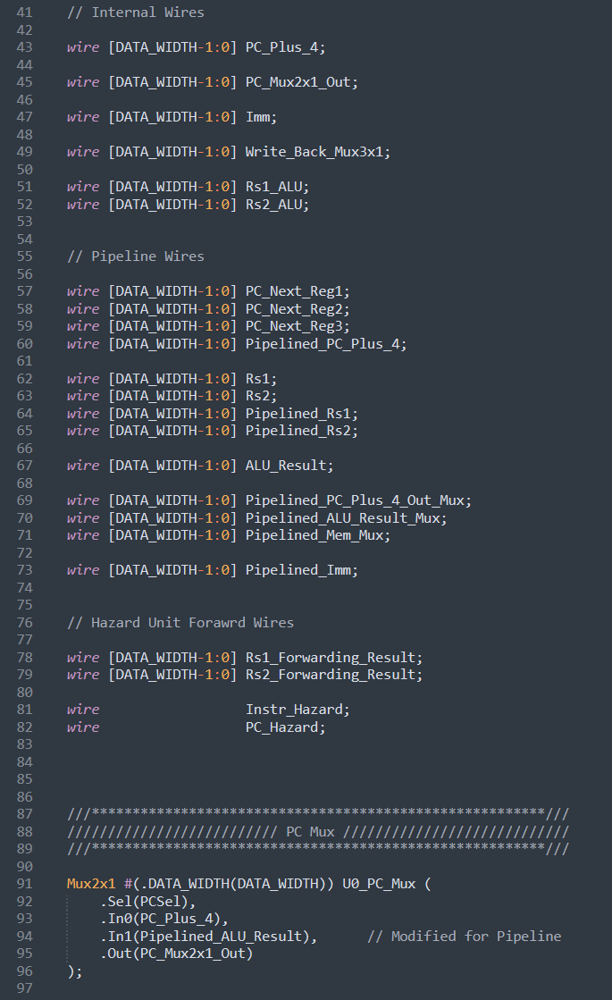 41 // Internal Wires
42
43 wire [DATA_WIDTH-1:0] PC_Plus_4;
44
45 wire [DATA_WIDTH-1:0] PC_Mux2x1_Out;
46
47 wire [DATA_WIDTH-1:0] Imm;
48
49 wire [DATA_WIDTH-1:0] Write_Back_Mux3x1;
50
51 wire [DATA_WIDTH-1:0] Rs1_ALU;
52 wire [DATA_WIDTH-1:0] Rs2_ALU;
53
54
55 // Pipeline Wires
56
57 wire [DATA_WIDTH-1:0] PC_Next_Reg1;
58 wire [DATA_WIDTH-1:0] PC_Next_Reg2;
59 wire [DATA_WIDTH-1:0] PC_Next_Reg3;
60 wire [DATA_WIDTH-1:0] Pipelined_PC_Plus_4;
61
62 wire [DATA_WIDTH-1:0] Rs1;
63 wire [DATA_WIDTH-1:0] Rs2;
64 wire [DATA_WIDTH-1:0] Pipelined_Rs1;
65 wire [DATA_WIDTH-1:0] Pipelined_Rs2;
66
67 wire [DATA_WIDTH-1:0] ALU_Result;
68
69 wire [DATA_WIDTH-1:0] Pipelined_PC_Plus_4_Out_Mux;
70 wire [DATA_WIDTH-1:0] Pipelined_ALU_Result_Mux;
71 wire [DATA_WIDTH-1:0] Pipelined_Mem_Mux;
72
73 wire [DATA_WIDTH-1:0] Pipelined_Imm;
74
75
76 // Hazard Unit Forawrd Wires
77
78 wire [DATA_WIDTH-1:0] Rs1_Forwarding_Result;
79 wire [DATA_WIDTH-1:0] Rs2_Forwarding_Result;
80
81 wire Instr_Hazard;
82 wire PC_Hazard;
83
84
85
86
87 ///********************************************************///
88 ////////////////////////// PC Mux ////////////////////////////
89 ///********************************************************///
90
91 Mux2x1 #(.DATA_WIDTH(DATA_WIDTH)) U0_PC_Mux (
92 .Sel(PCSel),
93 .In0(PC_Plus_4),
94 .In1(Pipelined_ALU_Result), // Modified for Pipeline
95 .Out(PC_Mux2x1_Out)
96 );
97